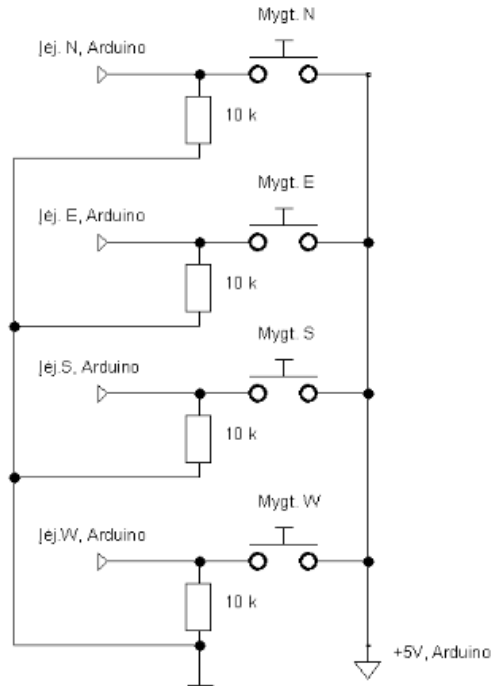 Mygt. N
Įėj. N, Arduino
10 k
Mygt. E
Įėj. E, Arduino
10 k
Mygt. S
Įėj.S, Arduino
10 k
Mygt. W
Įėj.W, Arduino
10 k
+5V, Arduino